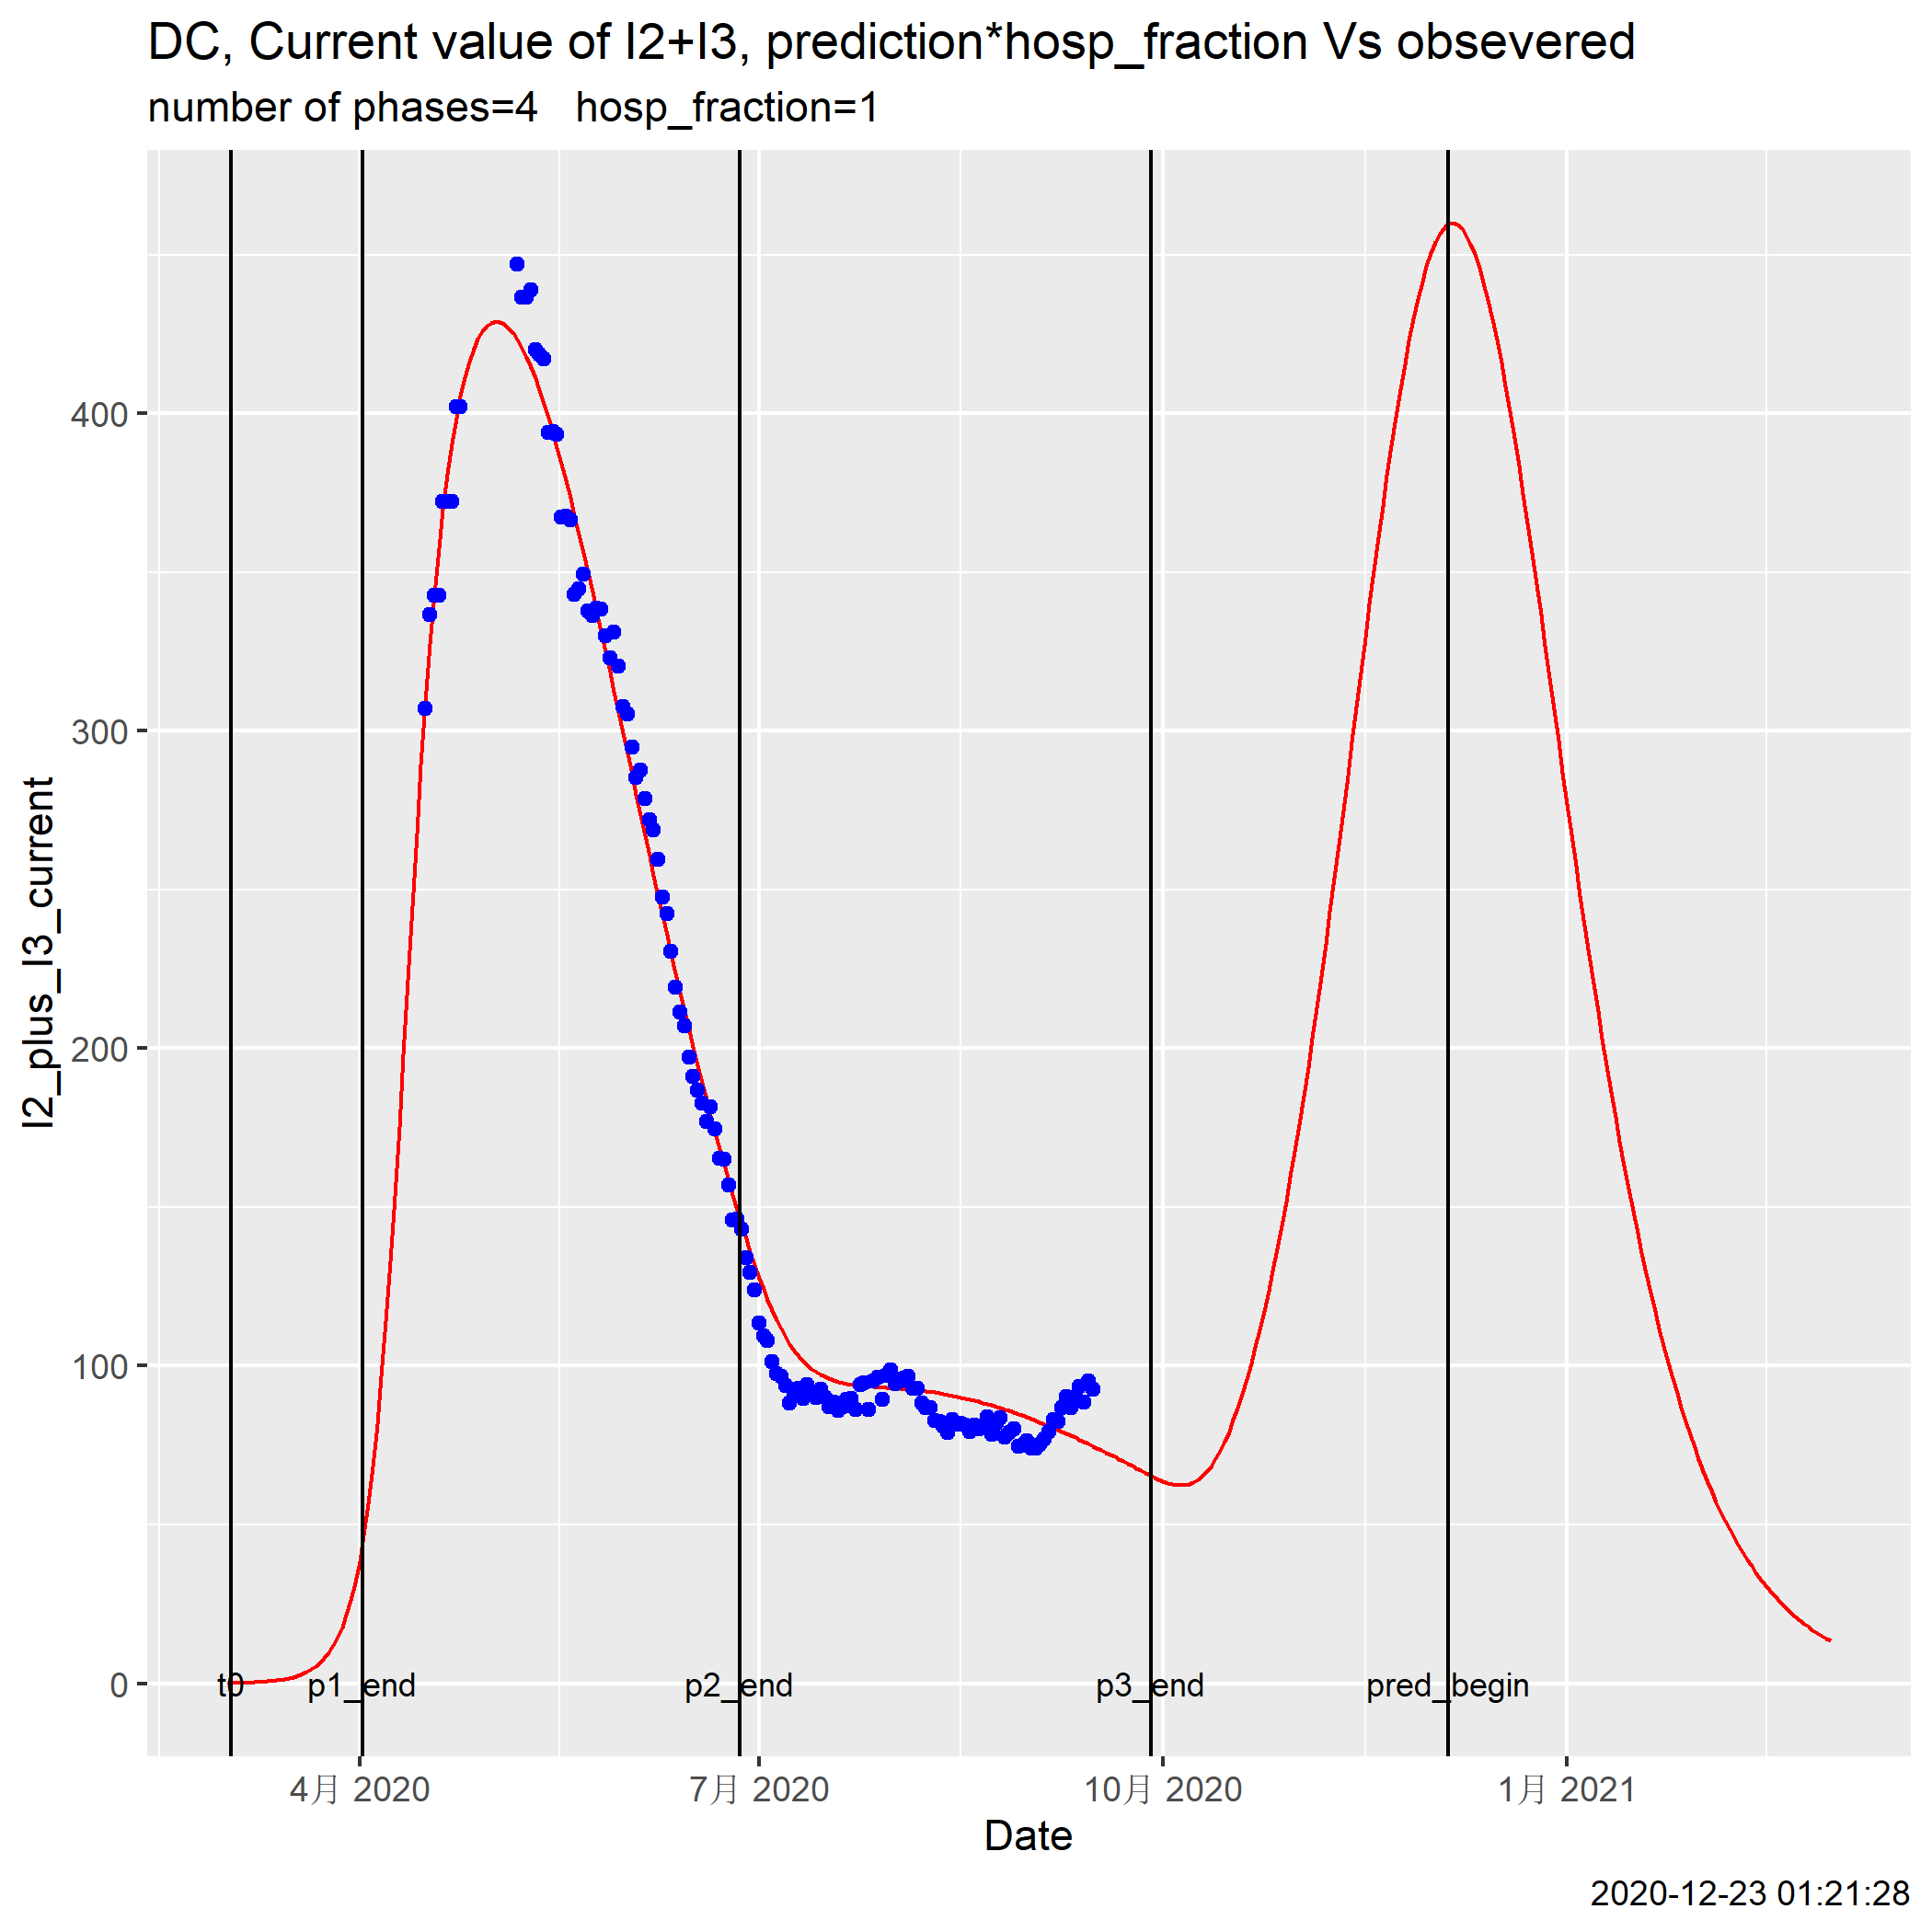 DC, Current value of I2+I3, prediction*hosp_fraction Vs obsevered
number of phases=4 hosp_fraction=1
I2_plus_I3_current
400
300
200
100
0
t0 p1_end p2_end p3_end pred_begin
4月 2020 7月 2020 10月 2020 1月 2021
Date
2020-12-23 01:21:28